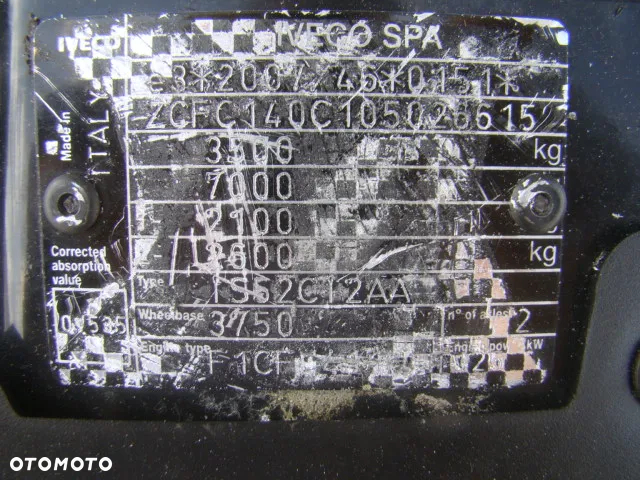 IVECO
IVECO SPA
e3*2007/46*0151*
ZCFC140C105026615
Made in ITALY
3500 kg
7000
2100
2600 kg
Corrected absorption value
Type
Wheelbase 3750 n° of axles 2
Engine type F1CF
OTOMOTO